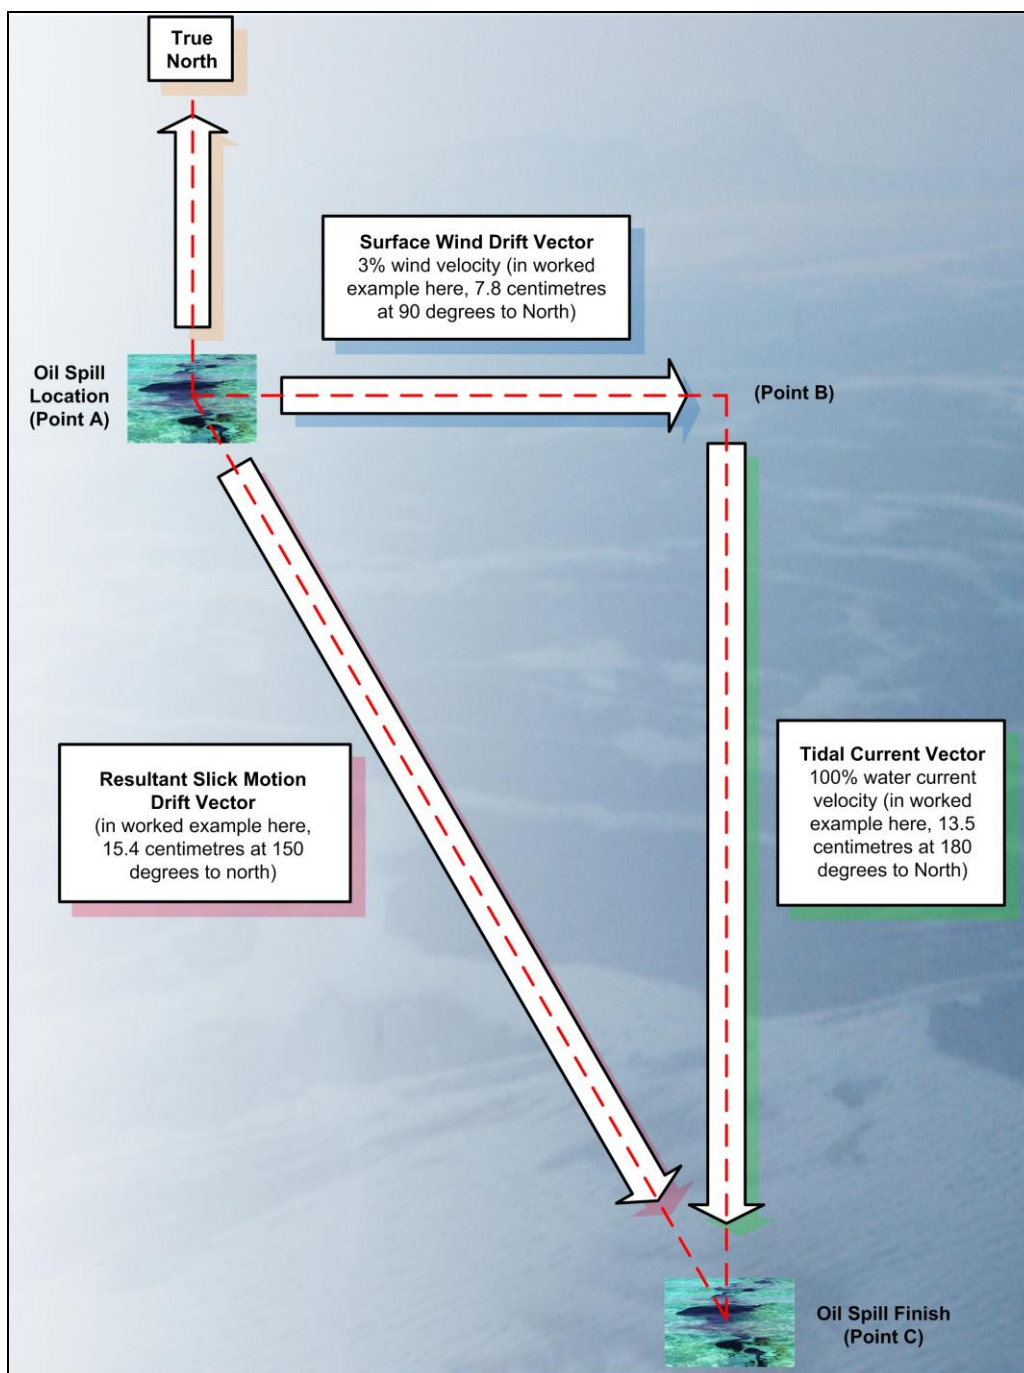 True
North
Surface Wind Drift Vector
3% wind velocity (in worked
example here, 7.8 centimetres
at 90 degrees to North)
Oil Spill
Location
(Point A)
(Point B)
Tidal Current Vector
100% water current
velocity (in worked
example here, 13.5
centimetres at 180
degrees to North)
Resultant Slick Motion
Drift Vector
(in worked example here,
15.4 centimetres at 150
degrees to north)
Oil Spill Finish
(Point C)